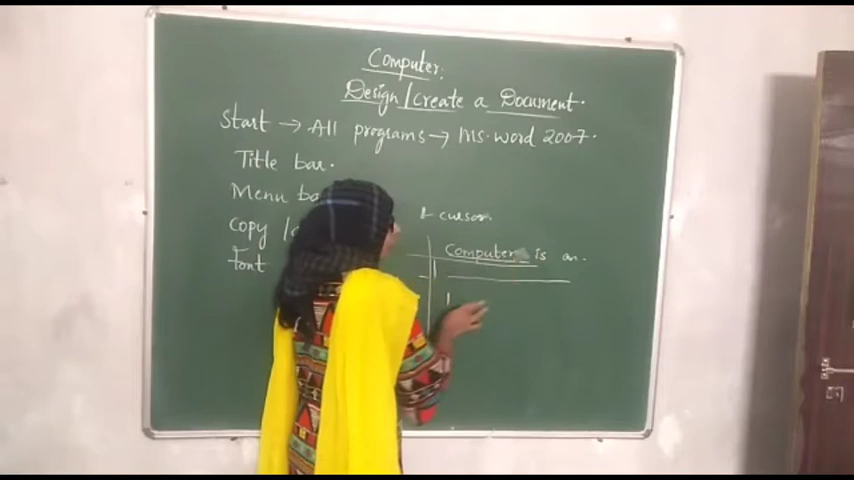 Computer:
Design/Create a Document.
Start → All programs → Ms.word 2007.
Title bar.
Menu ba
Copy /
Font
cursor.
Computer is an.